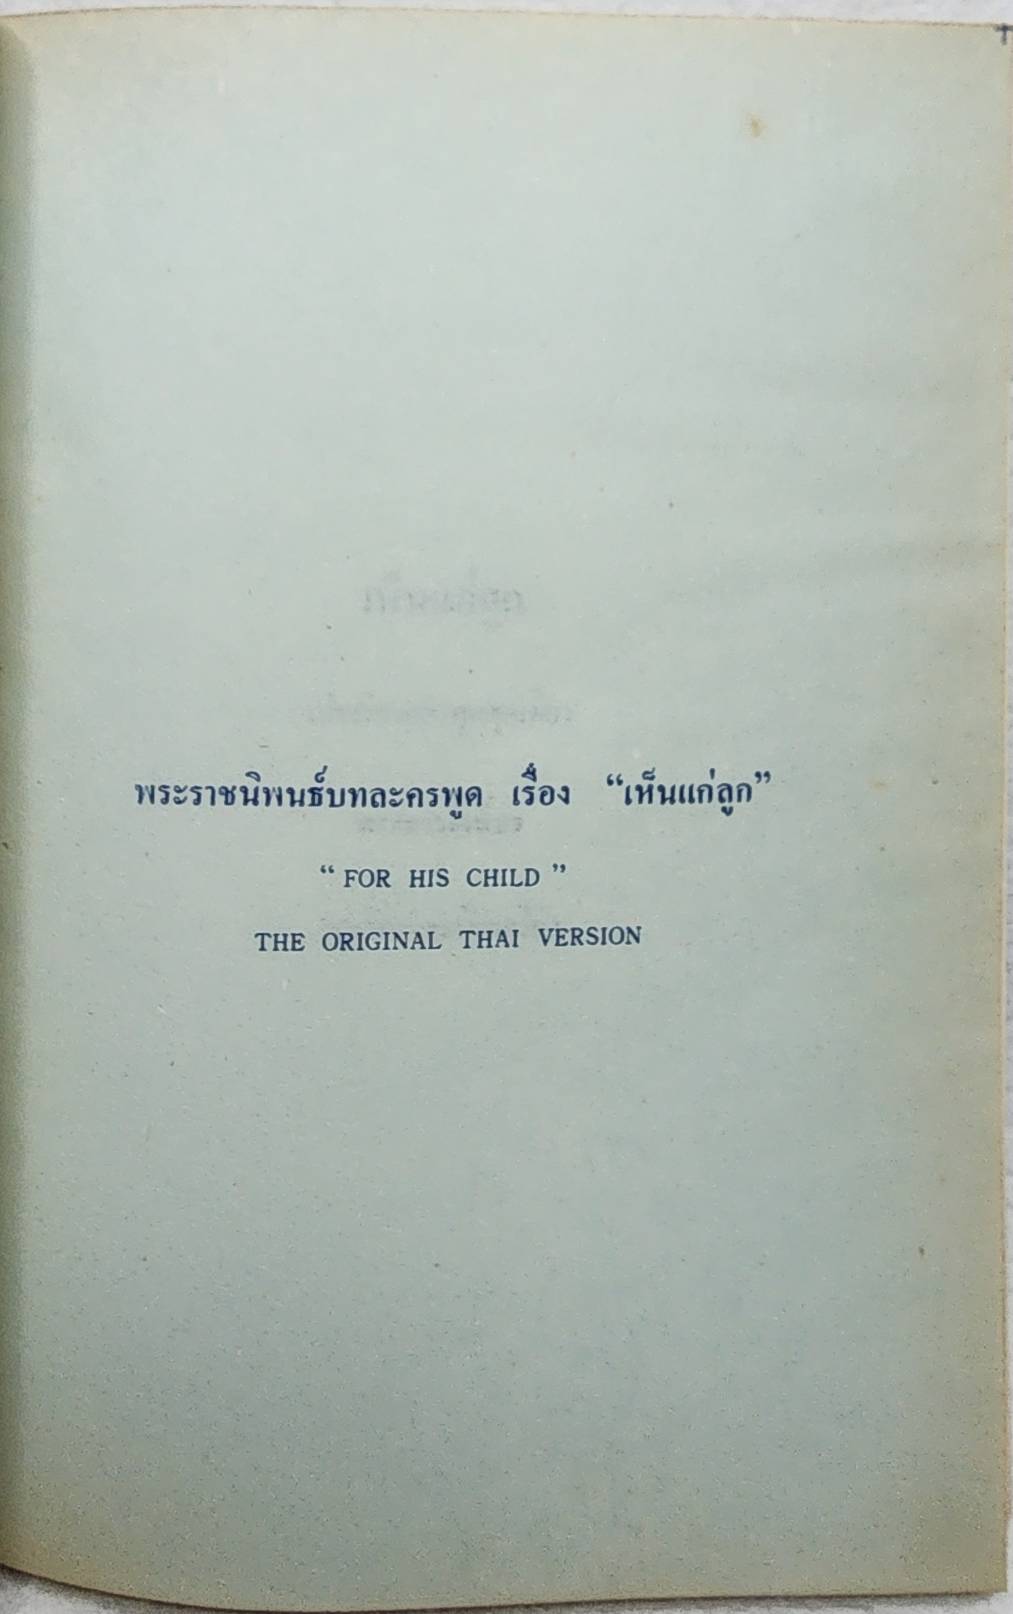 พระราชนิพนธ์บทละครพูด เรื่อง “เห็นแก่ลูก”
“ FOR HIS CHILD ”
THE ORIGINAL THAI VERSION